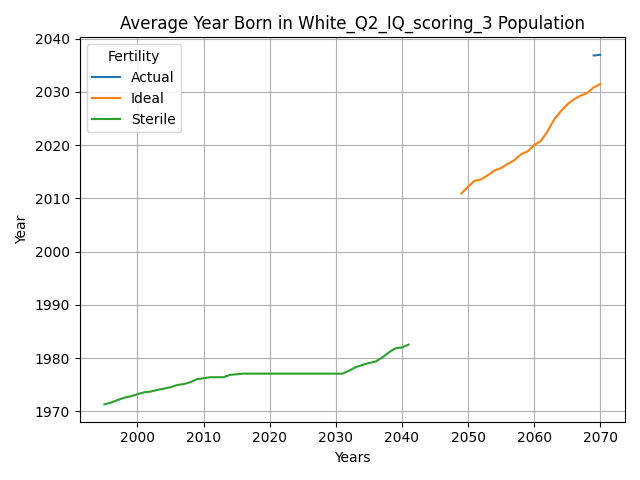 Average Year Born in White_Q2_IQ_scoring_3 Population
2040
2030
2020
2010
2000
1990
1980
1970
Year
Fertility
Actual
Ideal
Sterile
2000
2010
2020
2030
2040
2050
2060
2070
Years